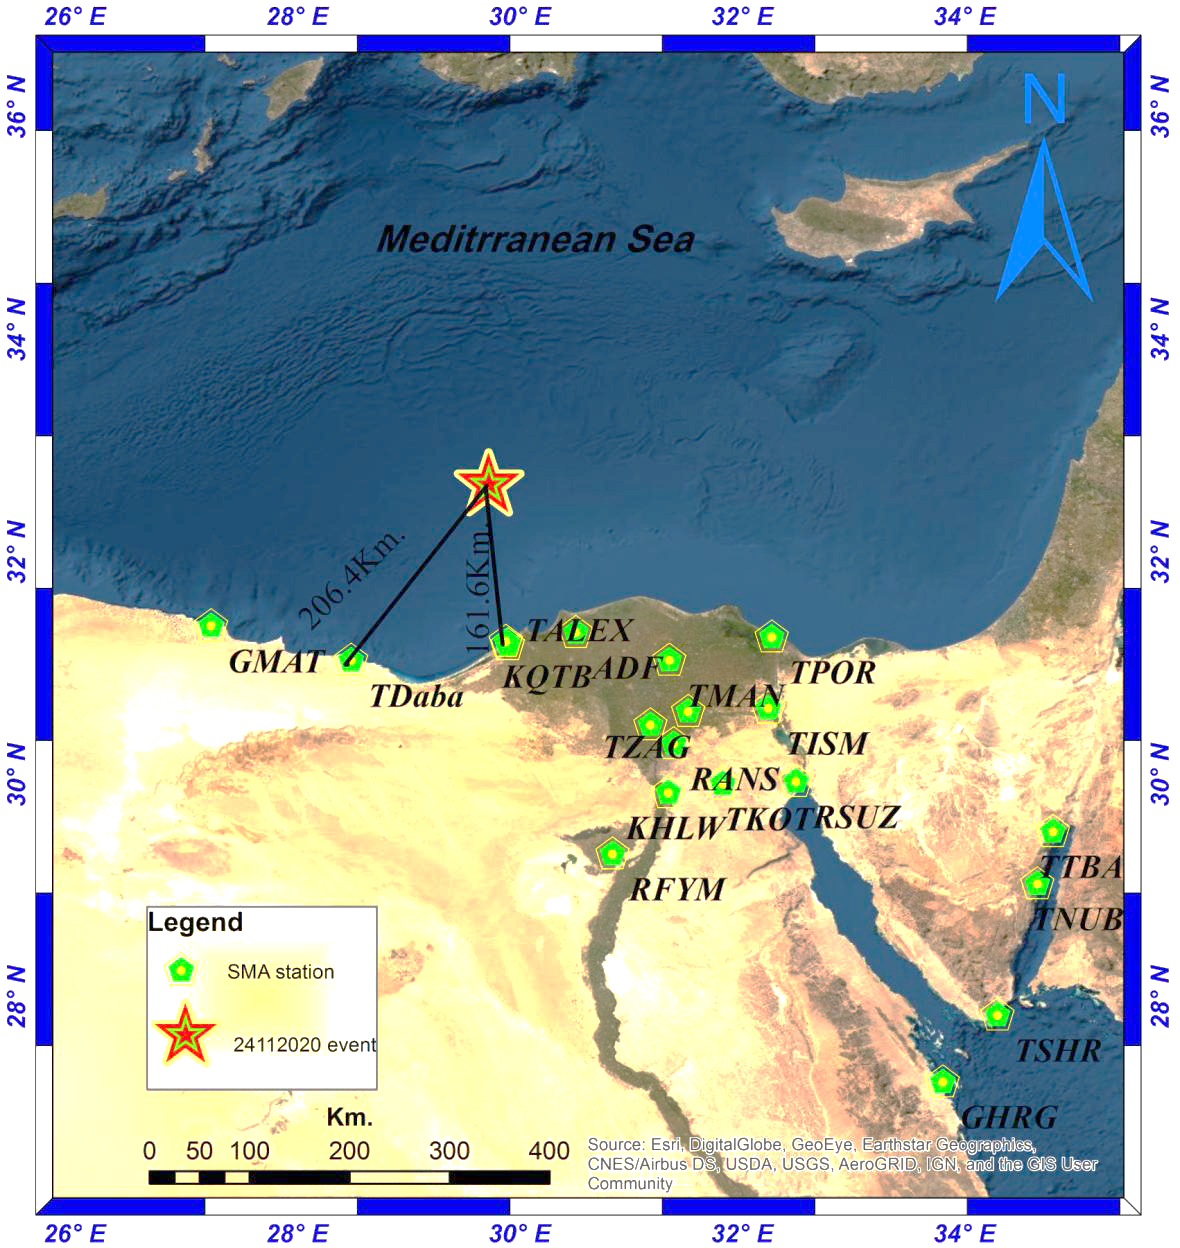 26° E 28° E 30° E 32° E 34° E
36° N
36° N
N
Meditrranean Sea
34° N
34° N
32° N
32° N
206.4Km.
161.6Km.
TALEX
GMAT
KQTB
ADF
TPOR
TDaba
TMAN
TZAG
TISM
30° N
30° N
RANS
KHLW
TKOTRSUZ
TTBA
RFYM
TNUB
Legend
SMA station
28° N
28° N
24112020 event
TSHR
GHRG
Km.
0 50 100 200 300 400
Source: Esri, DigitalGlobe, GeoEye, Earthstar Geographics,
CNES/Airbus DS, USDA, USGS, AeroGRID, IGN, and the GIS User
Community
26° E 28° E 30° E 32° E 34° E